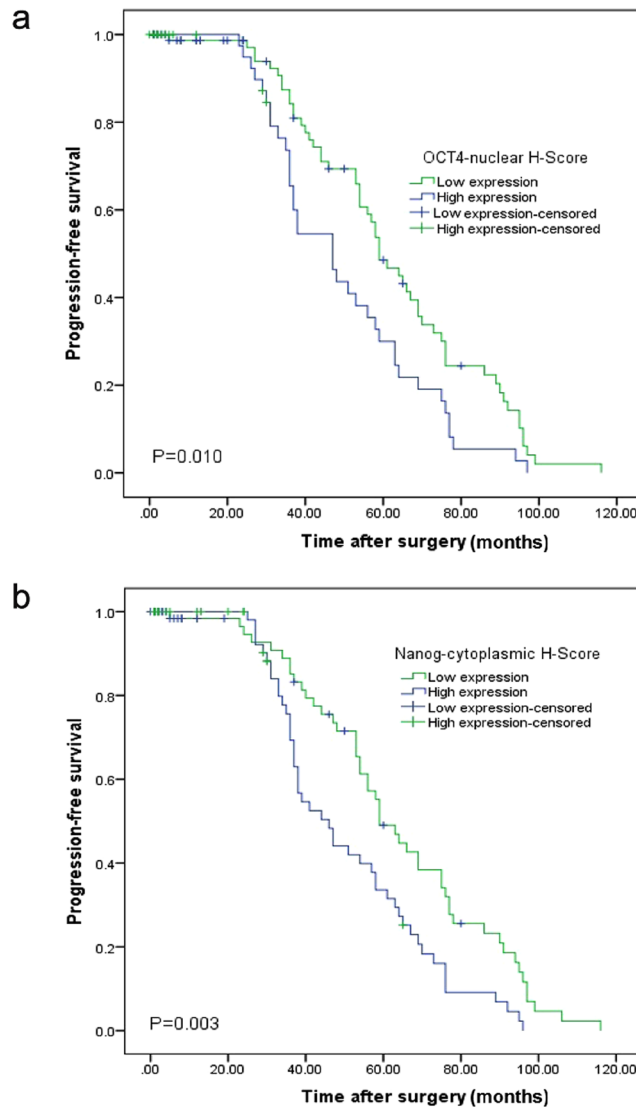 a
OCT4-nuclear H-Score
Low expression
High expression
Low expression-censored
High expression-censored
Progression-free survival
1.0
0.8
0.6
0.4
0.2
0.0
P=0.010
.00 20.00 40.00 60.00 80.00 100.00 120.00
Time after surgery (months)
b
Nanog-cytoplasmic H-Score
Low expression
High expression
Low expression-censored
High expression-censored
Progression-free survival
1.0
0.8
0.6
0.4
0.2
0.0
P=0.003
.00 20.00 40.00 60.00 80.00 100.00 120.00
Time after surgery (months)